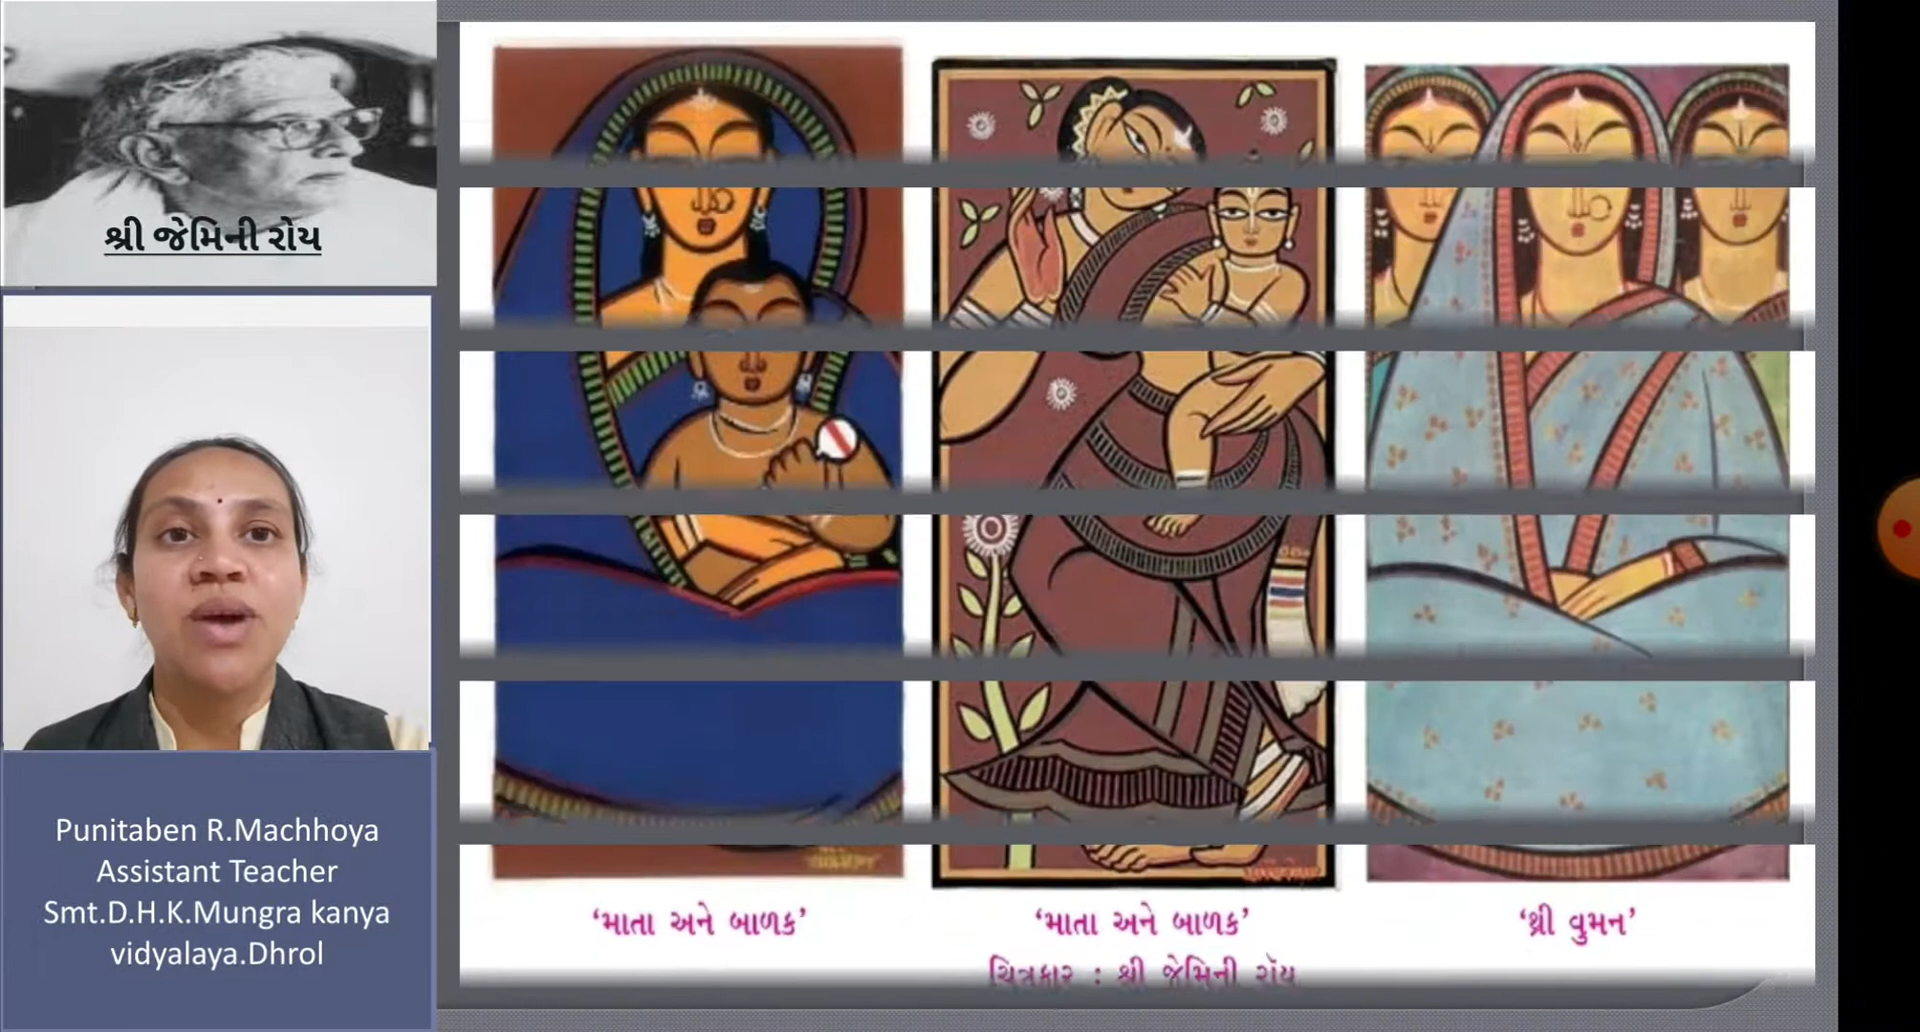 શ્રી જેમિની રોય
Punitaben R.Machhoya
Assistant Teacher
Smt.D.H.K.Mungra kanya
vidyalaya.Dhrol
‘માતા અને બાળક’
‘માતા અને બાળક’
‘થ્રી વુમન’
ચિત્રકાર : શ્રી જેમિની રૉય